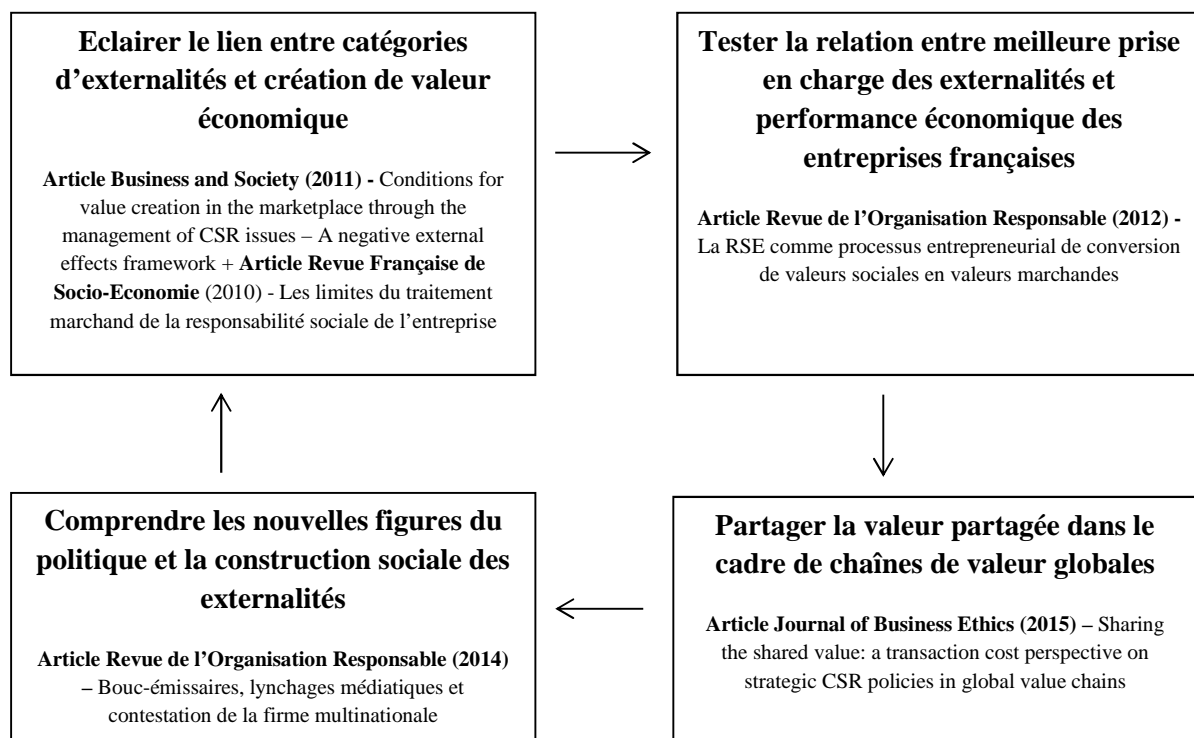 Eclairer le lien entre catégories
d’externalités et création de valeur
économique
Article Business and Society (2011) - Conditions for
value creation in the marketplace through the
management of CSR issues – A negative external
effects framework + Article Revue Française de
Socio-Economie (2010) - Les limites du traitement
marchand de la responsabilité sociale de l’entreprise
Tester la relation entre meilleure prise
en charge des externalités et
performance économique des
entreprises françaises
Article Revue de l’Organisation Responsable (2012) -
La RSE comme processus entrepreneurial de conversion
de valeurs sociales en valeurs marchandes
Comprendre les nouvelles figures du
politique et la construction sociale des
externalités
Article Revue de l’Organisation Responsable (2014)
– Bouc-émissaires, lynchages médiatiques et
contestation de la firme multinationale
Partager la valeur partagée dans le
cadre de chaînes de valeur globales
Article Journal of Business Ethics (2015) – Sharing
the shared value: a transaction cost perspective on
strategic CSR policies in global value chains